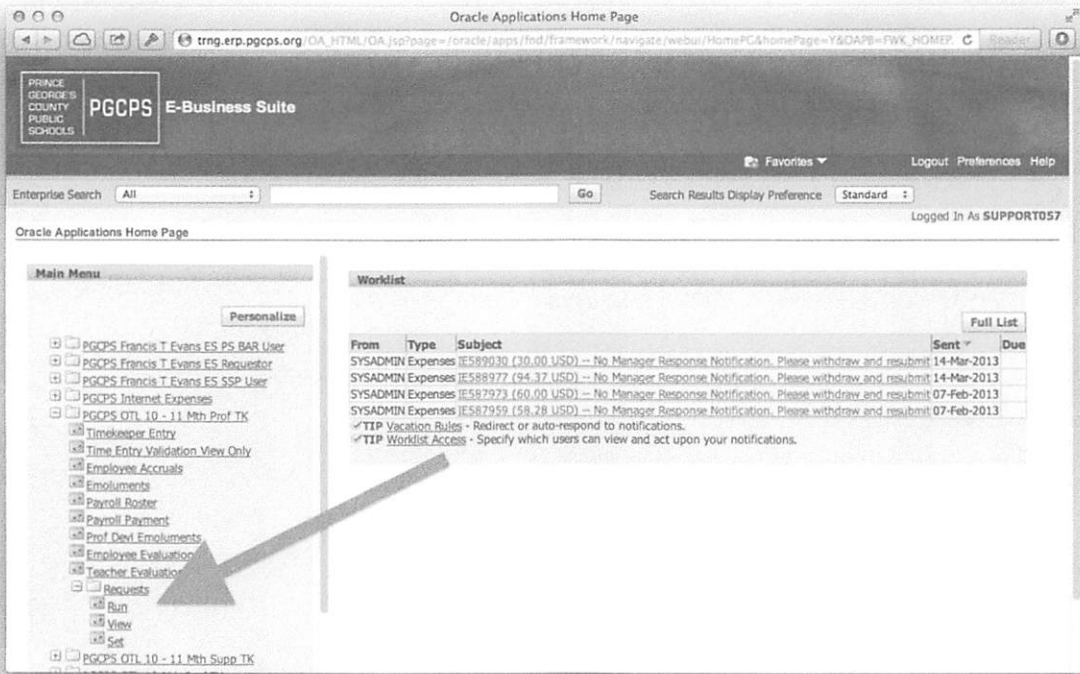 Oracle Applications Home Page
trng.erp.pgcps.org/OA_HTML/OA.jsp?page=/oracle/apps/fnd/framework/navigate/webui/HomePG&homePage=Y&OAPB=FWK_HOMEP. Reader
PRINCE GEORGE'S COUNTY PUBLIC SCHOOLS
PGCPS E-Business Suite
Favorites Logout Preferences Help
Enterprise Search All Go Search Results Display Preference Standard
Logged In As SUPPORT057
Oracle Applications Home Page
Main Menu
Personalize
PGCPS Francis T Evans ES PS BAR User
PGCPS Francis T Evans ES Requestor
PGCPS Francis T Evans ES SSP User
PGCPS Internet Expenses
PGCPS OTL 10 - 11 Mth Prof TK
Timekeeper Entry
Time Entry Validation View Only
Employee Accruals
Emoluments
Payroll Roster
Payroll Payment
Prof Devl Emoluments
Employee Evaluation
Teacher Evaluation
Requests
Run
View
Set
PGCPS OTL 10 - 11 Mth Supp TK
Worklist
Full List
From Type Subject Sent Due
SYSADMIN Expenses IE589030 (30.00 USD) -- No Manager Response Notification. Please withdraw and resubmit 14-Mar-2013
SYSADMIN Expenses IE588977 (94.37 USD) -- No Manager Response Notification. Please withdraw and resubmit 14-Mar-2013
SYSADMIN Expenses IE587973 (60.00 USD) -- No Manager Response Notification. Please withdraw and resubmit 07-Feb-2013
SYSADMIN Expenses IE587959 (58.28 USD) -- No Manager Response Notification. Please withdraw and resubmit 07-Feb-2013
TIP Vacation Rules - Redirect or auto-respond to notifications.
TIP Worklist Access - Specify which users can view and act upon your notifications.